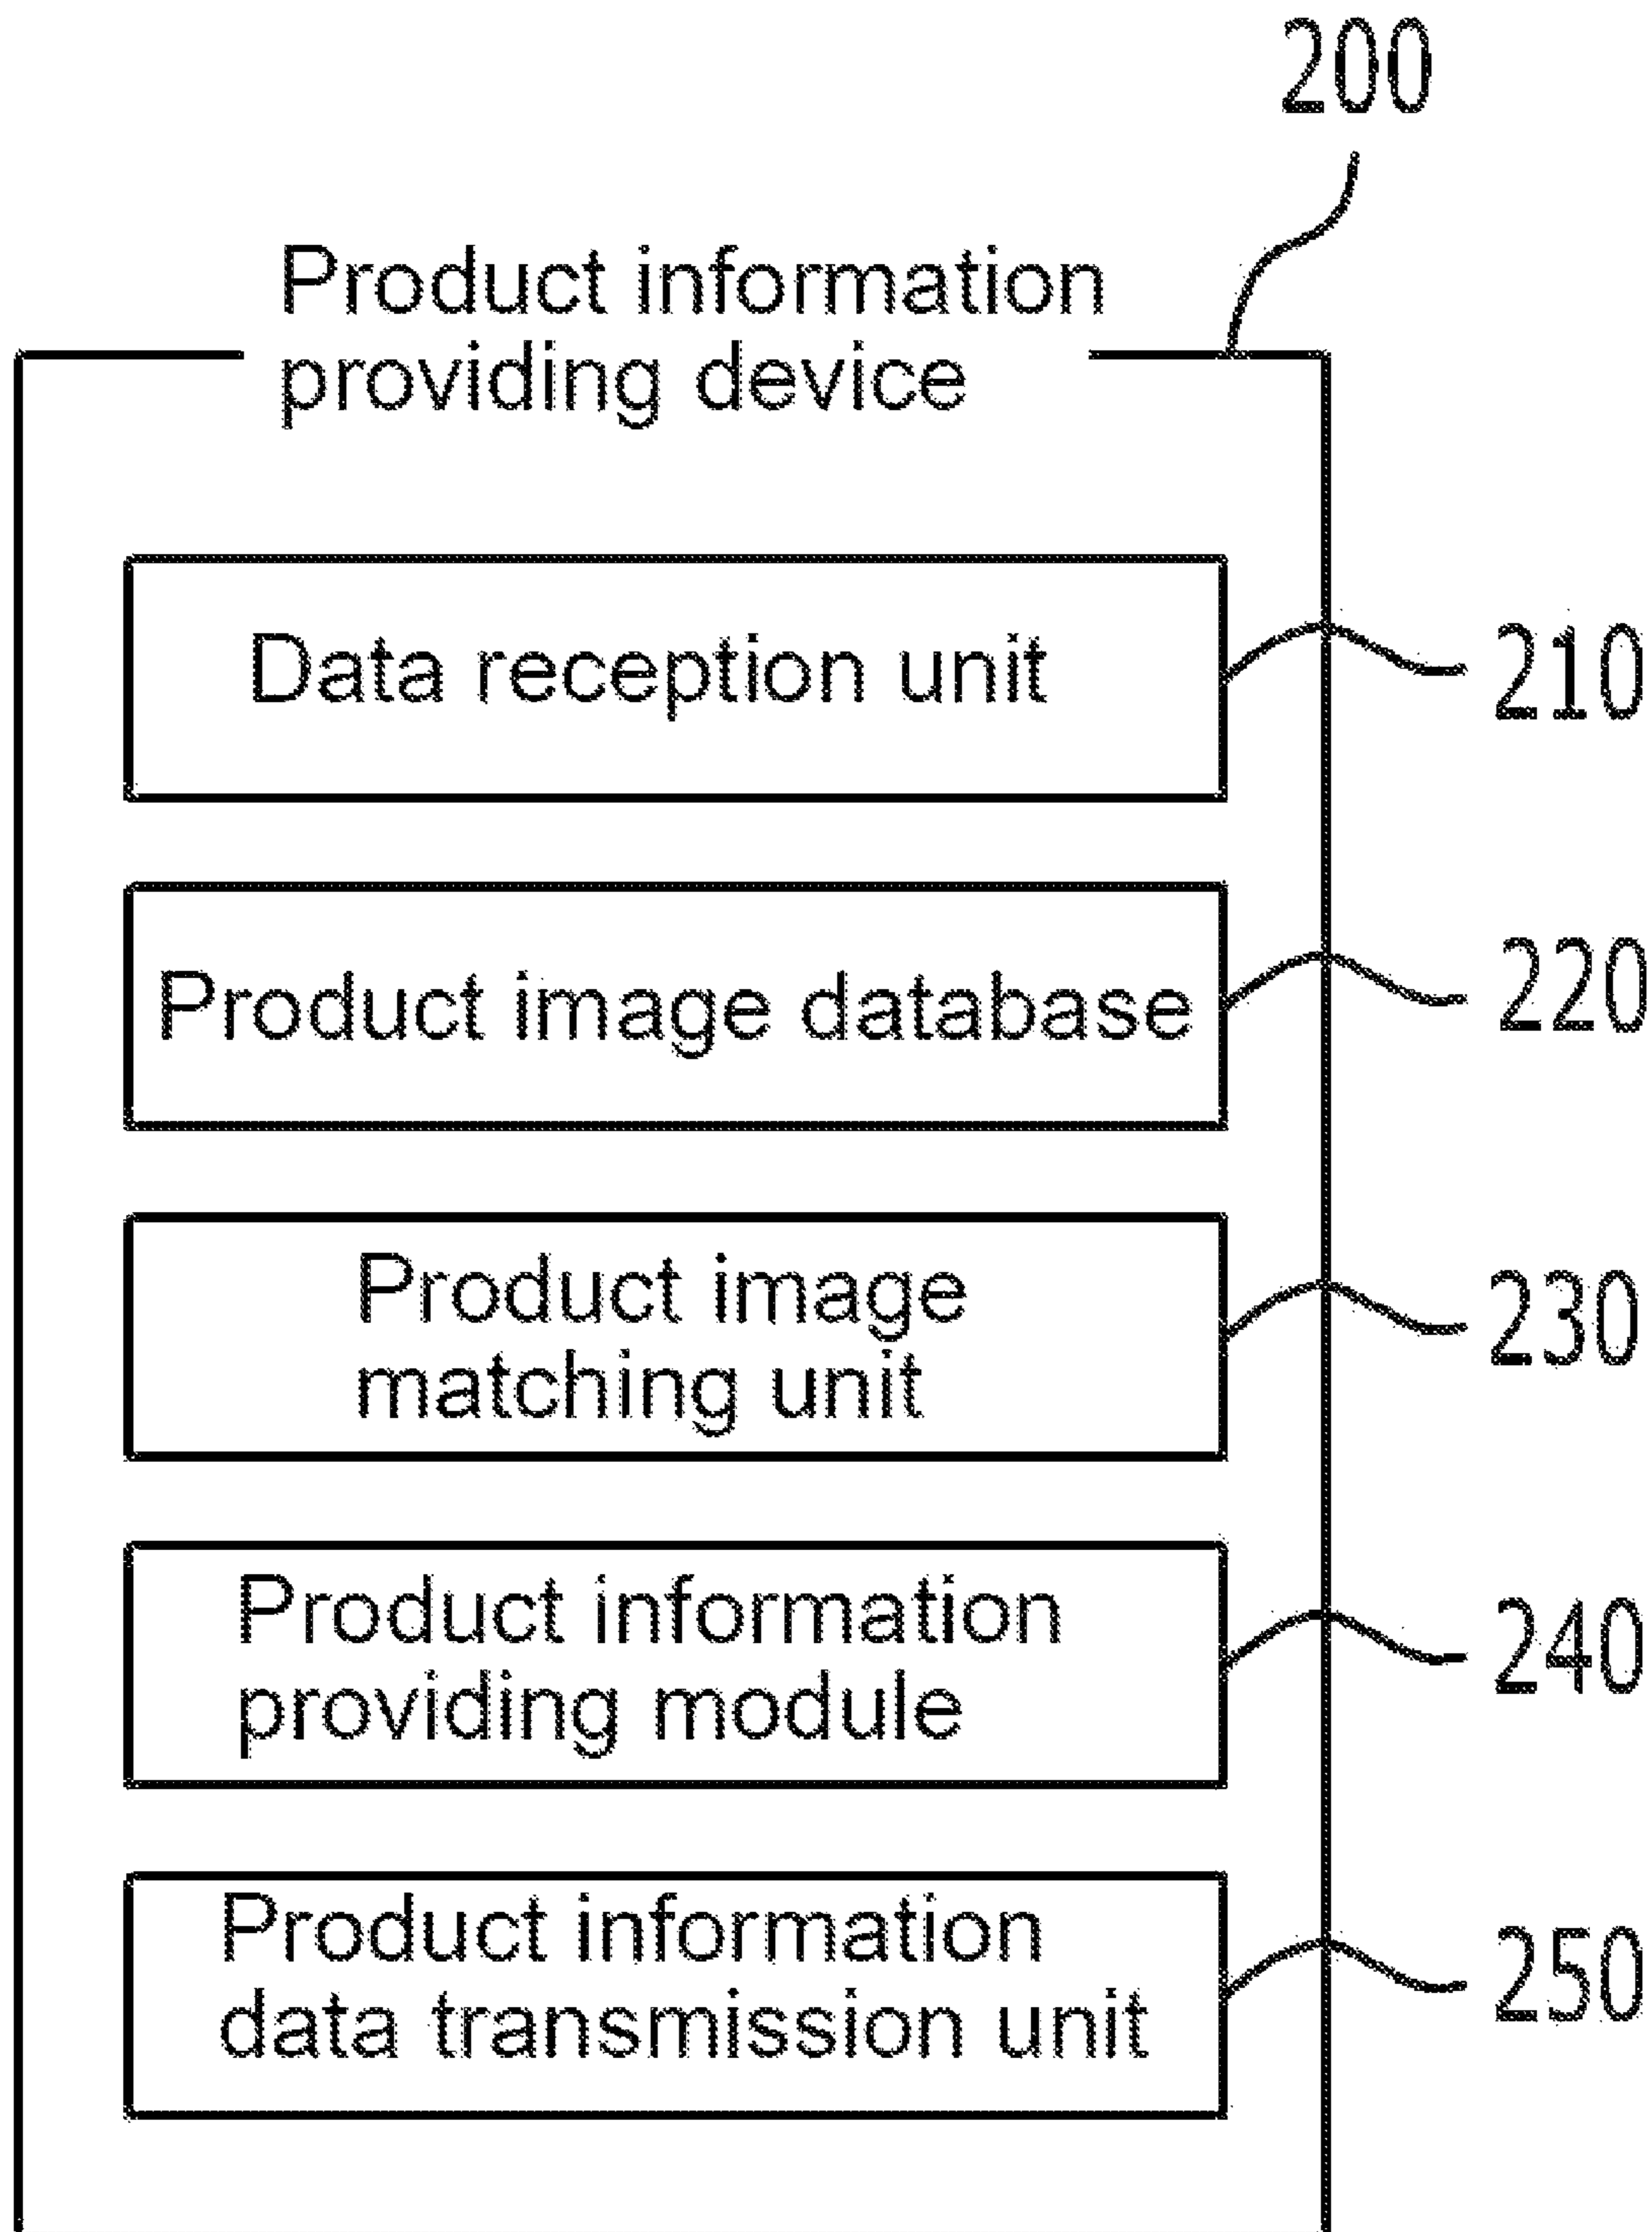 200
Product information
providing device
Data reception unit
210
Product image database
220
Product image
matching unit
230
Product information
providing module
240
Product information
data transmission unit
250